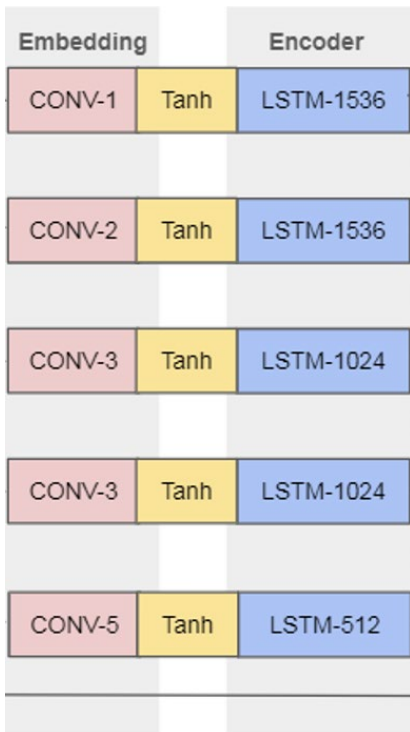 Embedding Encoder
CONV-1 Tanh LSTM-1536
CONV-2 Tanh LSTM-1536
CONV-3 Tanh LSTM-1024
CONV-3 Tanh LSTM-1024
CONV-5 Tanh LSTM-512